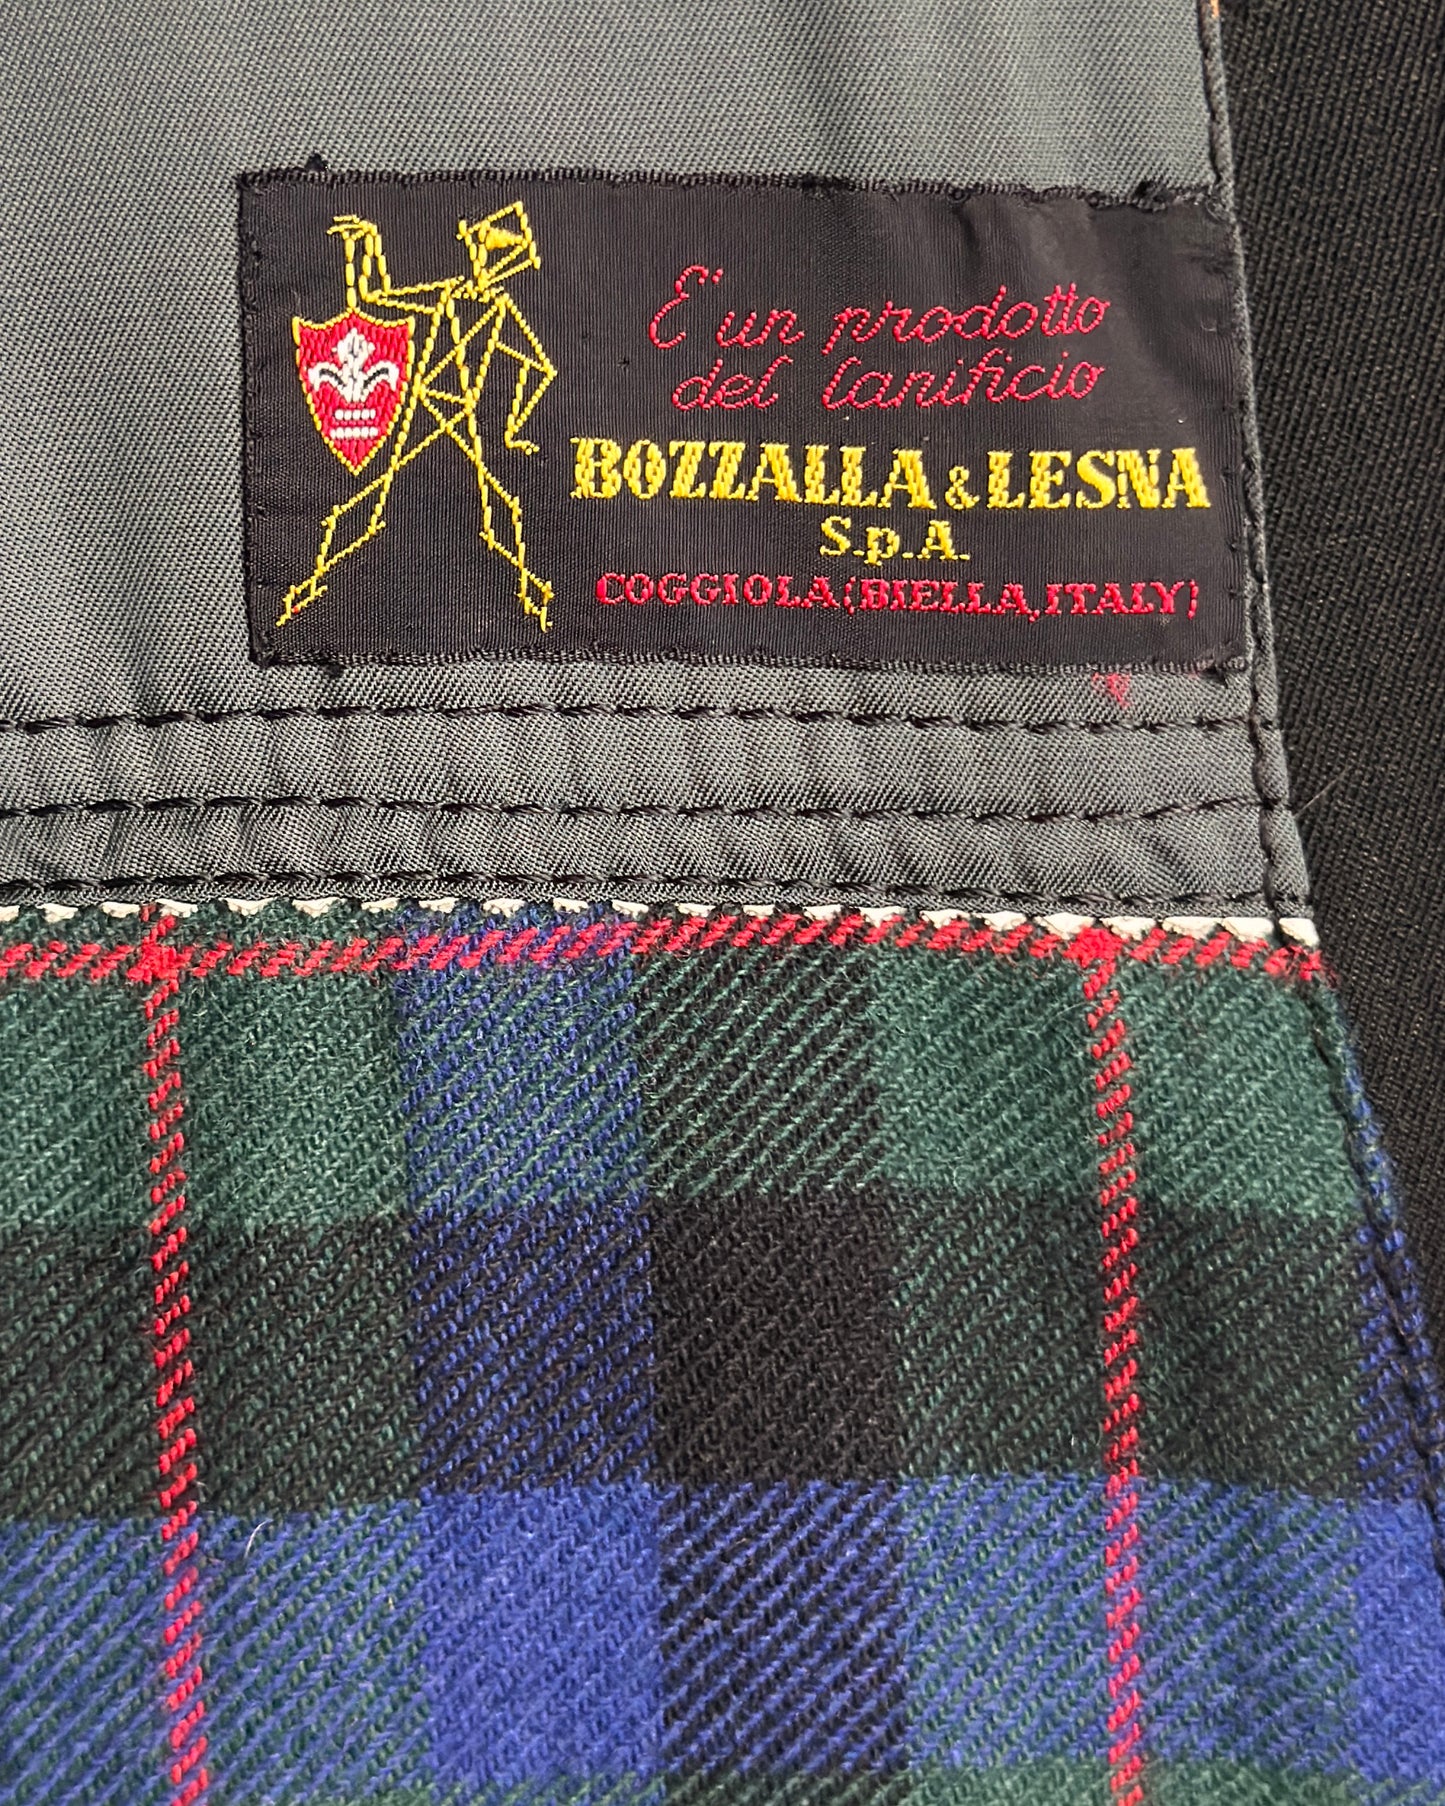 E' un prodotto
del lanificio
BOZZALLA & LESNA
S.p.A.
COGGIOLA (BIELLA, ITALY)